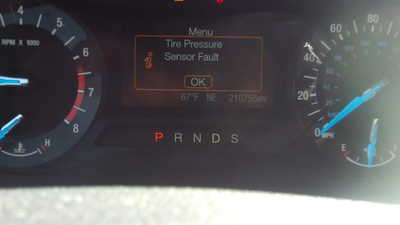 Menu
Tire Pressure
Sensor Fault
OK
67°F NE
P R N D S
RPM X 1000
4
5
6
7
8
H
0
20
40
60
80
MPH
E